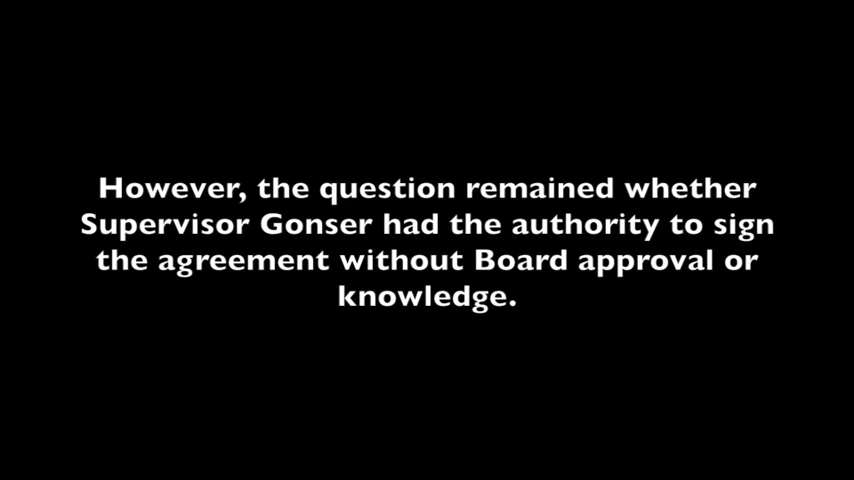 However, the question remained whether
Supervisor Gonser had the authority to sign
the agreement without Board approval or
knowledge.